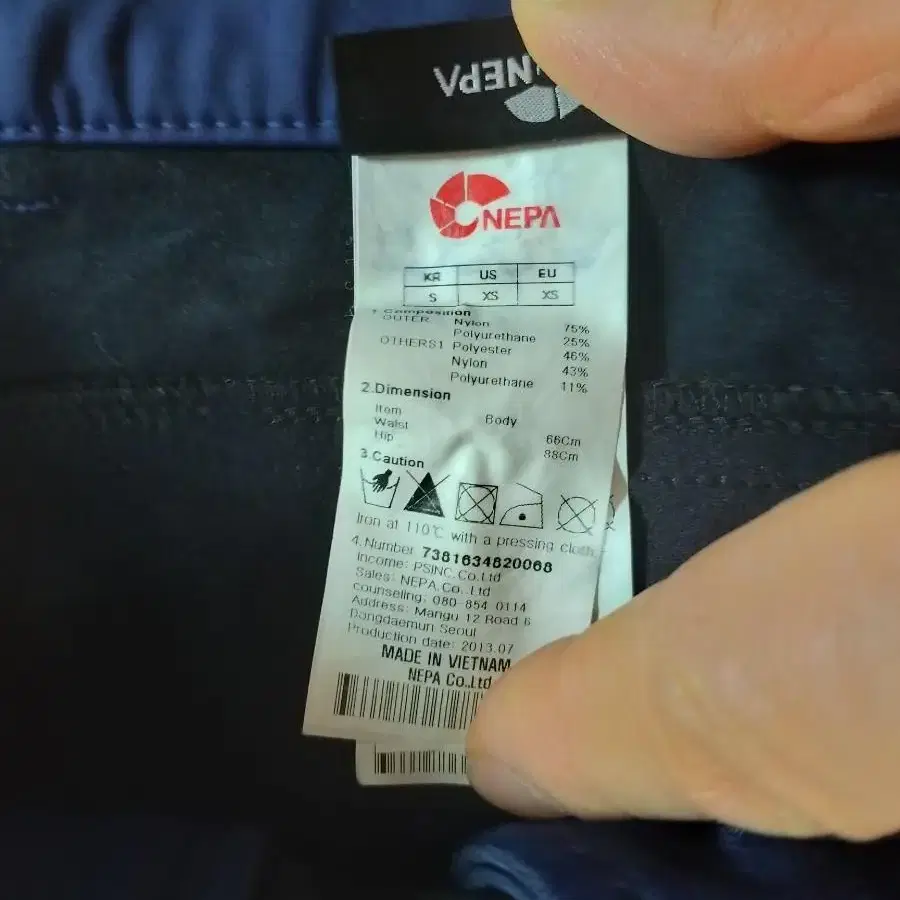 NEPA
NEPA
KR US EU
S XS XS
1.Composition
OUTER Nylon 75%
Polyurethane 25%
OTHERS1 Polyester 46%
Nylon 43%
Polyurethane 11%
2.Dimension
Item Body
Waist 66Cm
Hip 88Cm
3.Caution
Iron at 110℃ with a pressing cloth.
4.Number 7381634820068
Income: PSINC.Co.Ltd
Sales: NEPA.Co.Ltd
counseling: 080-854-0114
Address: Mangu 12 Road 6
Dongdaemun Seoul
Production date: 2013.07
MADE IN VIETNAM
NEPA Co.,Ltd